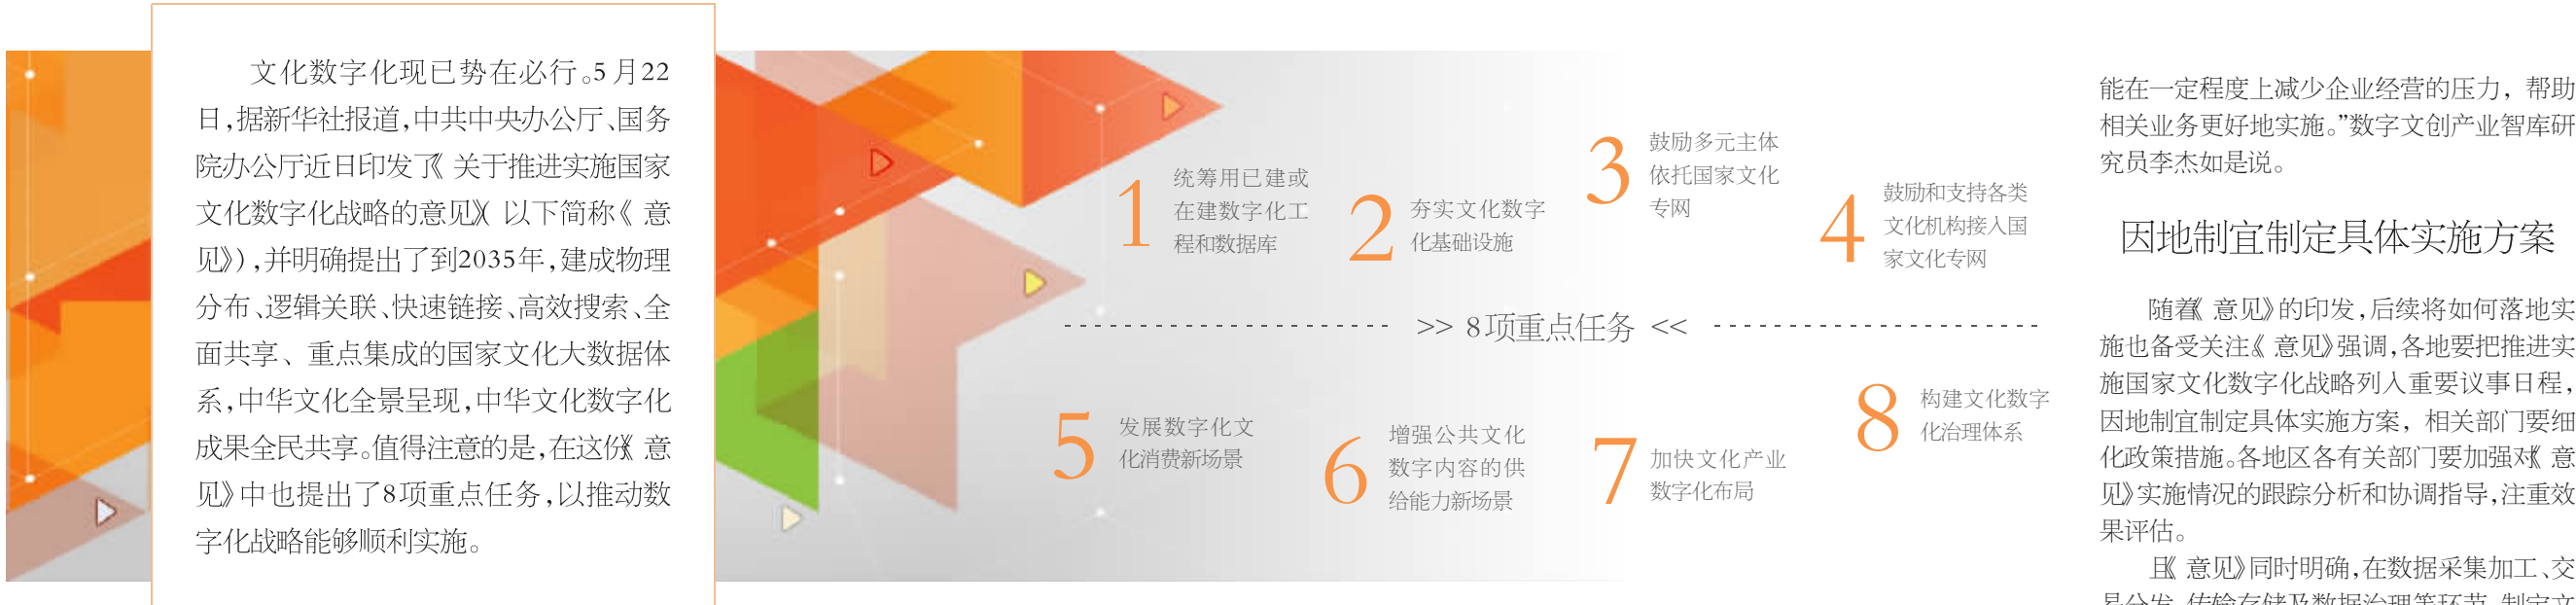 文化数字化现已势在必行。5月22
日，据新华社报道，中共中央办公厅、国务
院办公厅近日印发了《关于推进实施国家
文化数字化战略的意见》（以下简称《意
见》），并明确提出了到2035年，建成物理
分布、逻辑关联、快速链接、高效搜索、全
面共享、重点集成的国家文化大数据体
系，中华文化全景呈现，中华文化数字化
成果全民共享。值得注意的是，在这份《意
见》中也提出了8项重点任务，以推动数
字化战略能够顺利实施。
1
统筹用已建或
在建数字化工
程和数据库
2
夯实文化数字
化基础设施
3
鼓励多元主体
依托国家文化
专网
4
鼓励和支持各类
文化机构接入国
家文化专网
>> 8项重点任务 <<
5
发展数字化文
化消费新场景
6
增强公共文化
数字内容的供
给能力新场景
7
加快文化产业
数字化布局
8
构建文化数字
化治理体系
能在一定程度上减少企业经营的压力，帮助
相关业务更好地实施。”数字文创产业智库研
究员李杰如是说。
因地制宜制定具体实施方案
随着《意见》的印发，后续将如何落地实
施也备受关注。《意见》强调，各地要把推进实
施国家文化数字化战略列入重要议事日程，
因地制宜制定具体实施方案，相关部门要细
化政策措施。各地区各有关部门要加强对《意
见》实施情况的跟踪分析和协调指导，注重效
果评估。
且《意见》同时明确，在数据采集加工、交
易分发、传输存储及数据治理等环节，制定文